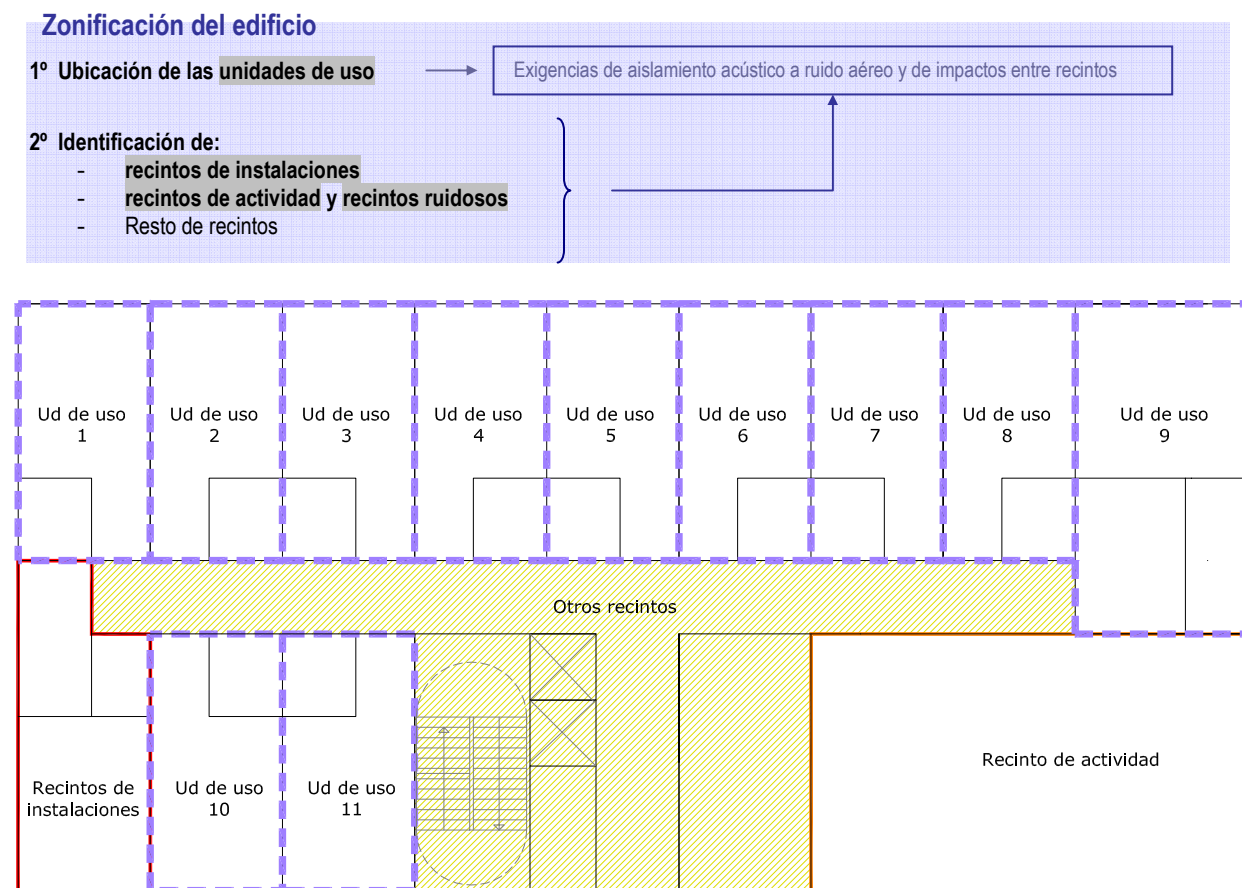 Zonificación del edificio
1º Ubicación de las unidades de uso
Exigencias de aislamiento acústico a ruido aéreo y de impactos entre recintos
2º Identificación de:
- recintos de instalaciones
- recintos de actividad y recintos ruidosos
- Resto de recintos
Ud de uso
1
Ud de uso
2
Ud de uso
3
Ud de uso
4
Ud de uso
5
Ud de uso
6
Ud de uso
7
Ud de uso
8
Ud de uso
9
Otros recintos
Recinto de actividad
Recintos de
instalaciones
Ud de uso
10
Ud de uso
11